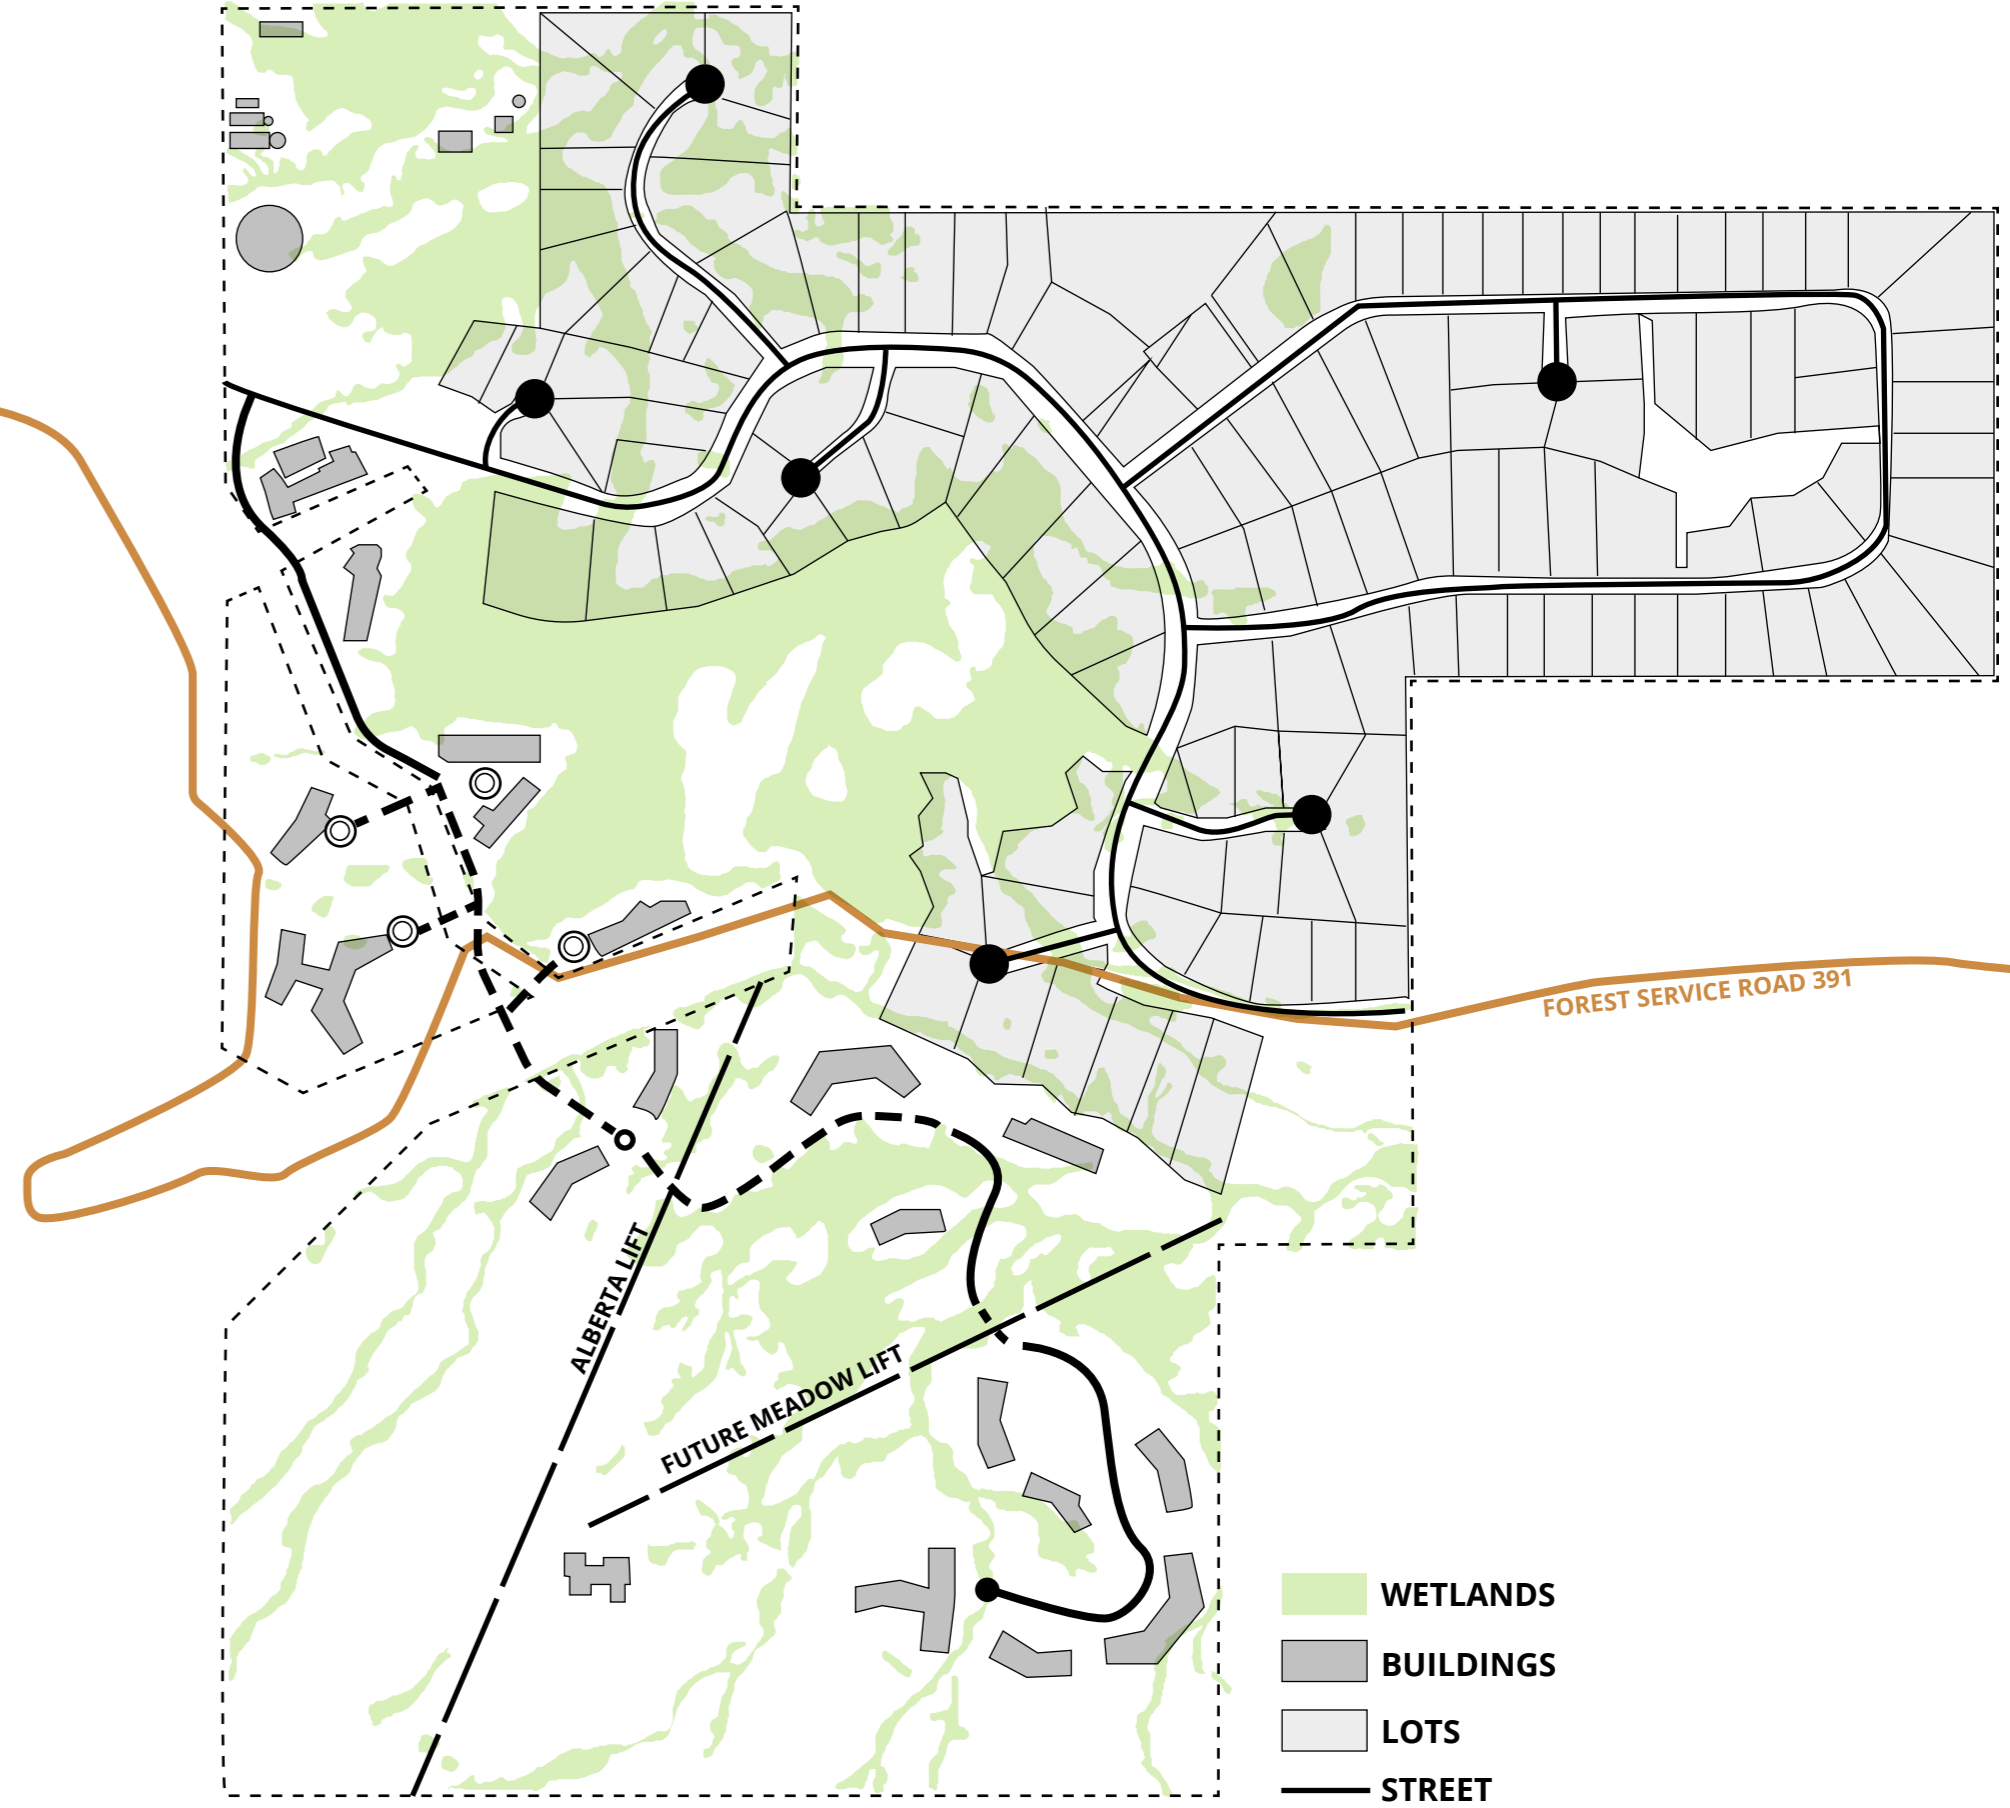 FOREST SERVICE ROAD 391
ALBERTA LIFT
FUTURE MEADOW LIFT
WETLANDS
BUILDINGS
LOTS
STREET